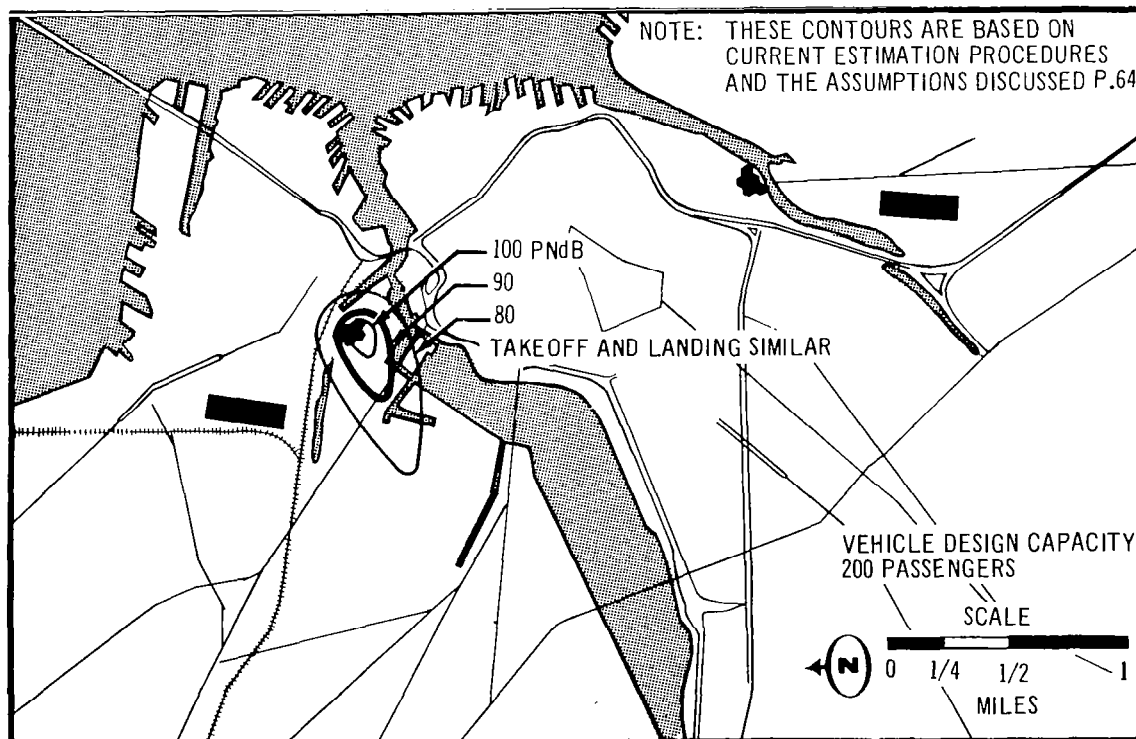 NOTE: THESE CONTOURS ARE BASED ON
CURRENT ESTIMATION PROCEDURES
AND THE ASSUMPTIONS DISCUSSED P.64
100 PNdB
90
80
TAKEOFF AND LANDING SIMILAR
VEHICLE DESIGN CAPACITY
200 PASSENGERS
SCALE
N
0 1/4 1/2 1
MILES